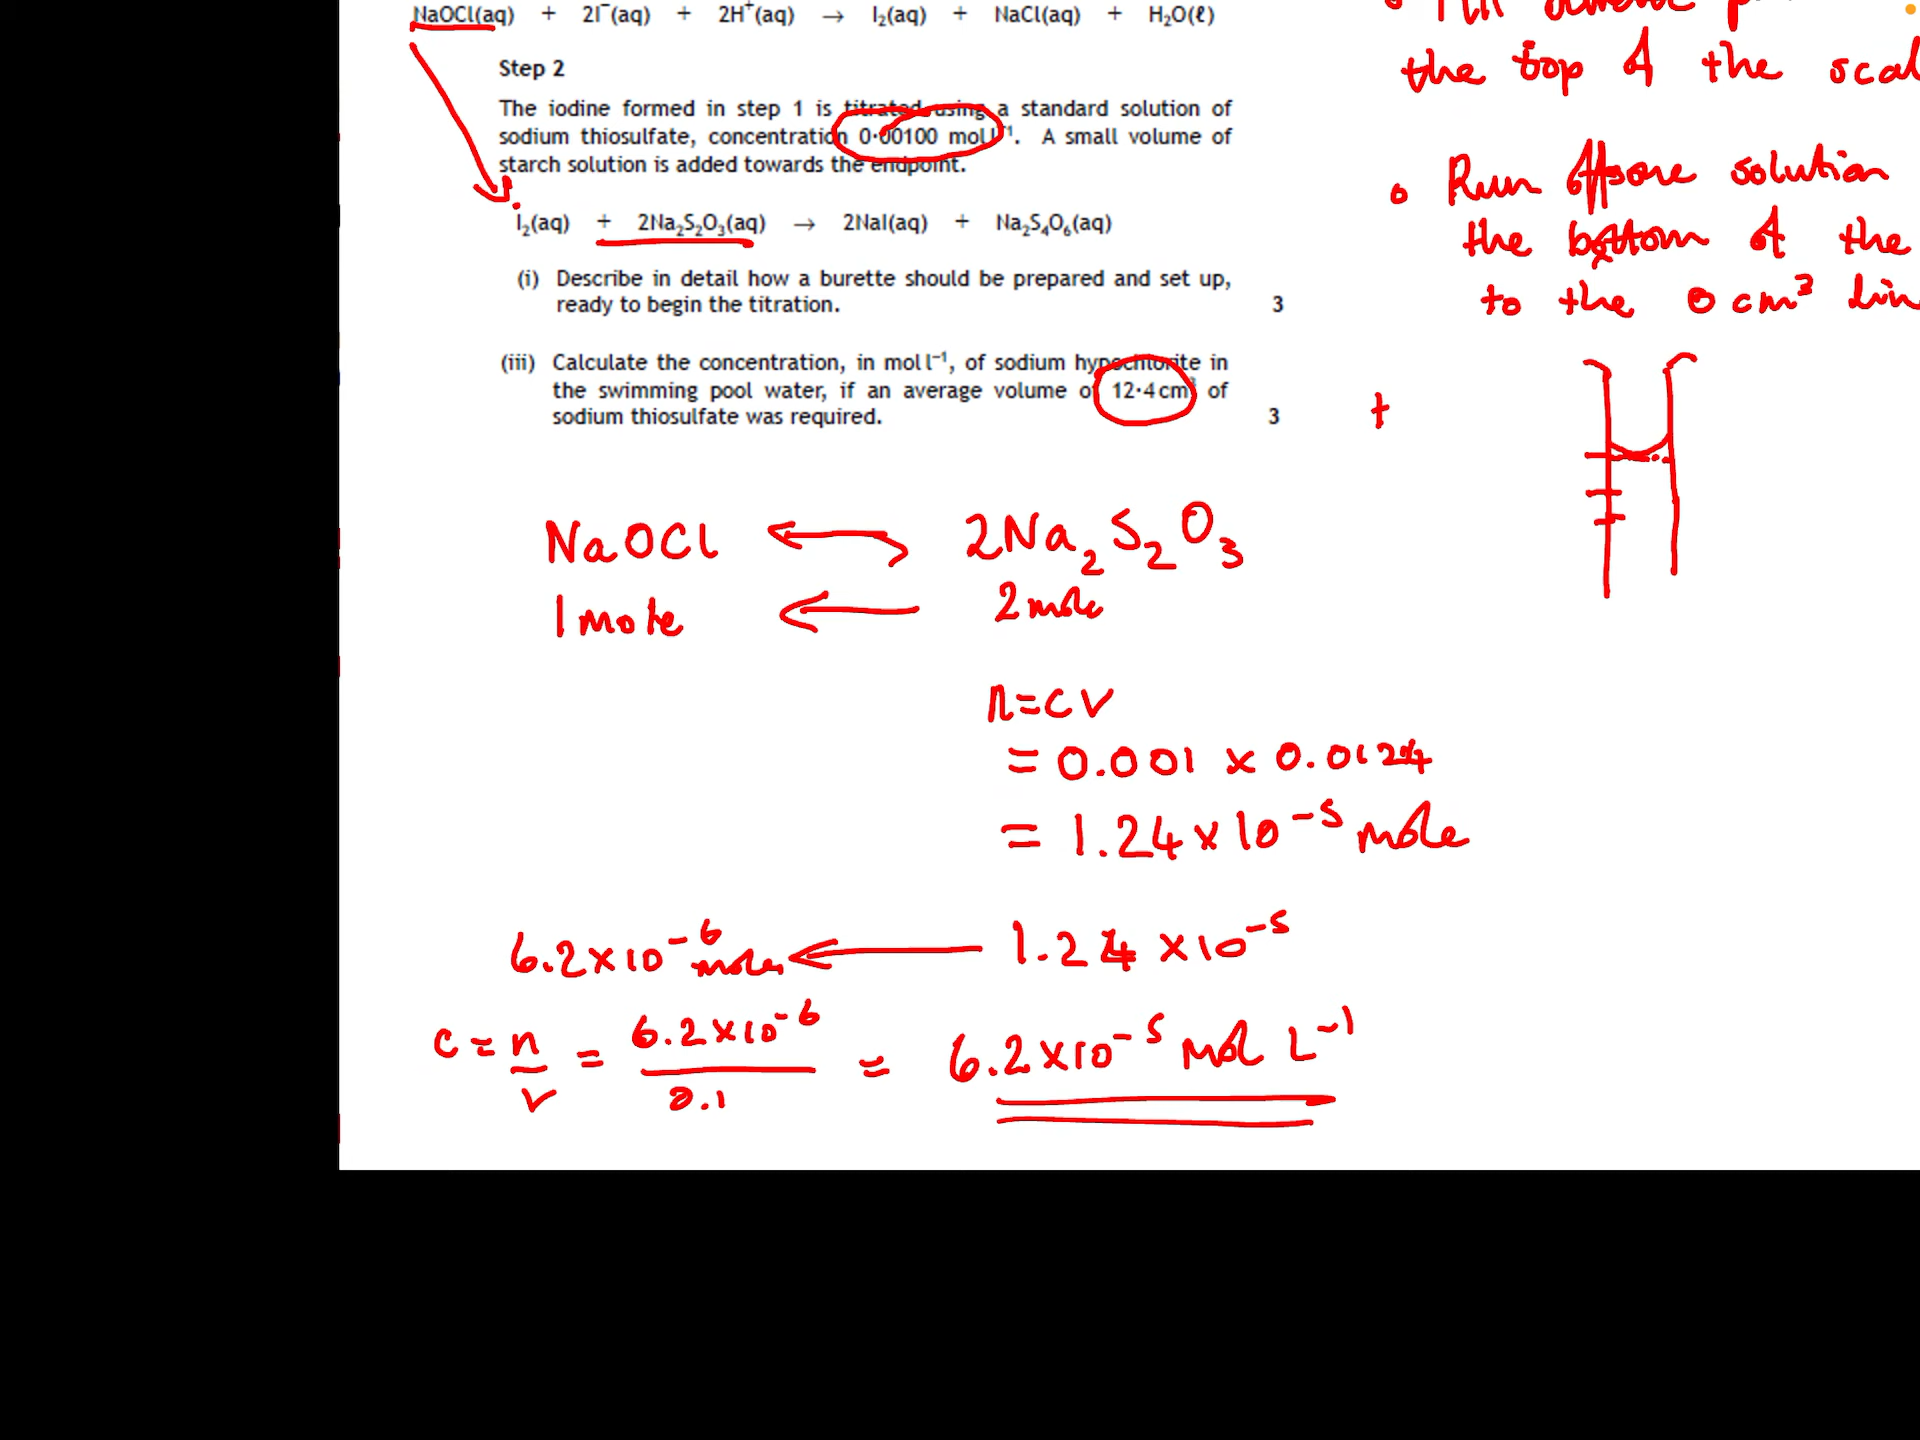 NaOCl(aq) + 2I⁻(aq) + 2H⁺(aq) → I₂(aq) + NaCl(aq) + H₂O(ℓ)
Step 2
The iodine formed in step 1 is titrated using a standard solution of
sodium thiosulfate, concentration 0·00100 mol l⁻¹. A small volume of
starch solution is added towards the endpoint.
I₂(aq) + 2Na₂S₂O₃(aq) → 2NaI(aq) + Na₂S₄O₆(aq)
(i) Describe in detail how a burette should be prepared and set up,
ready to begin the titration. 3
(iii) Calculate the concentration, in mol l⁻¹, of sodium hypochlorite in
the swimming pool water, if an average volume of 12·4 cm³ of
sodium thiosulfate was required. 3
the top of the scal
• Run off some solution
the bottom of the
to the 0 cm³ lin
+
NaOCl ← 2Na₂S₂O₃
1 mole ← 2 mole
n=cv
= 0.001 x 0.0124
= 1.24 x 10⁻⁵ mole
6.2 x 10⁻⁶ moles ← 1.24 x 10⁻⁵
c = n/v = 6.2 x 10⁻⁶/0.1 = 6.2 x 10⁻⁵ mol L⁻¹